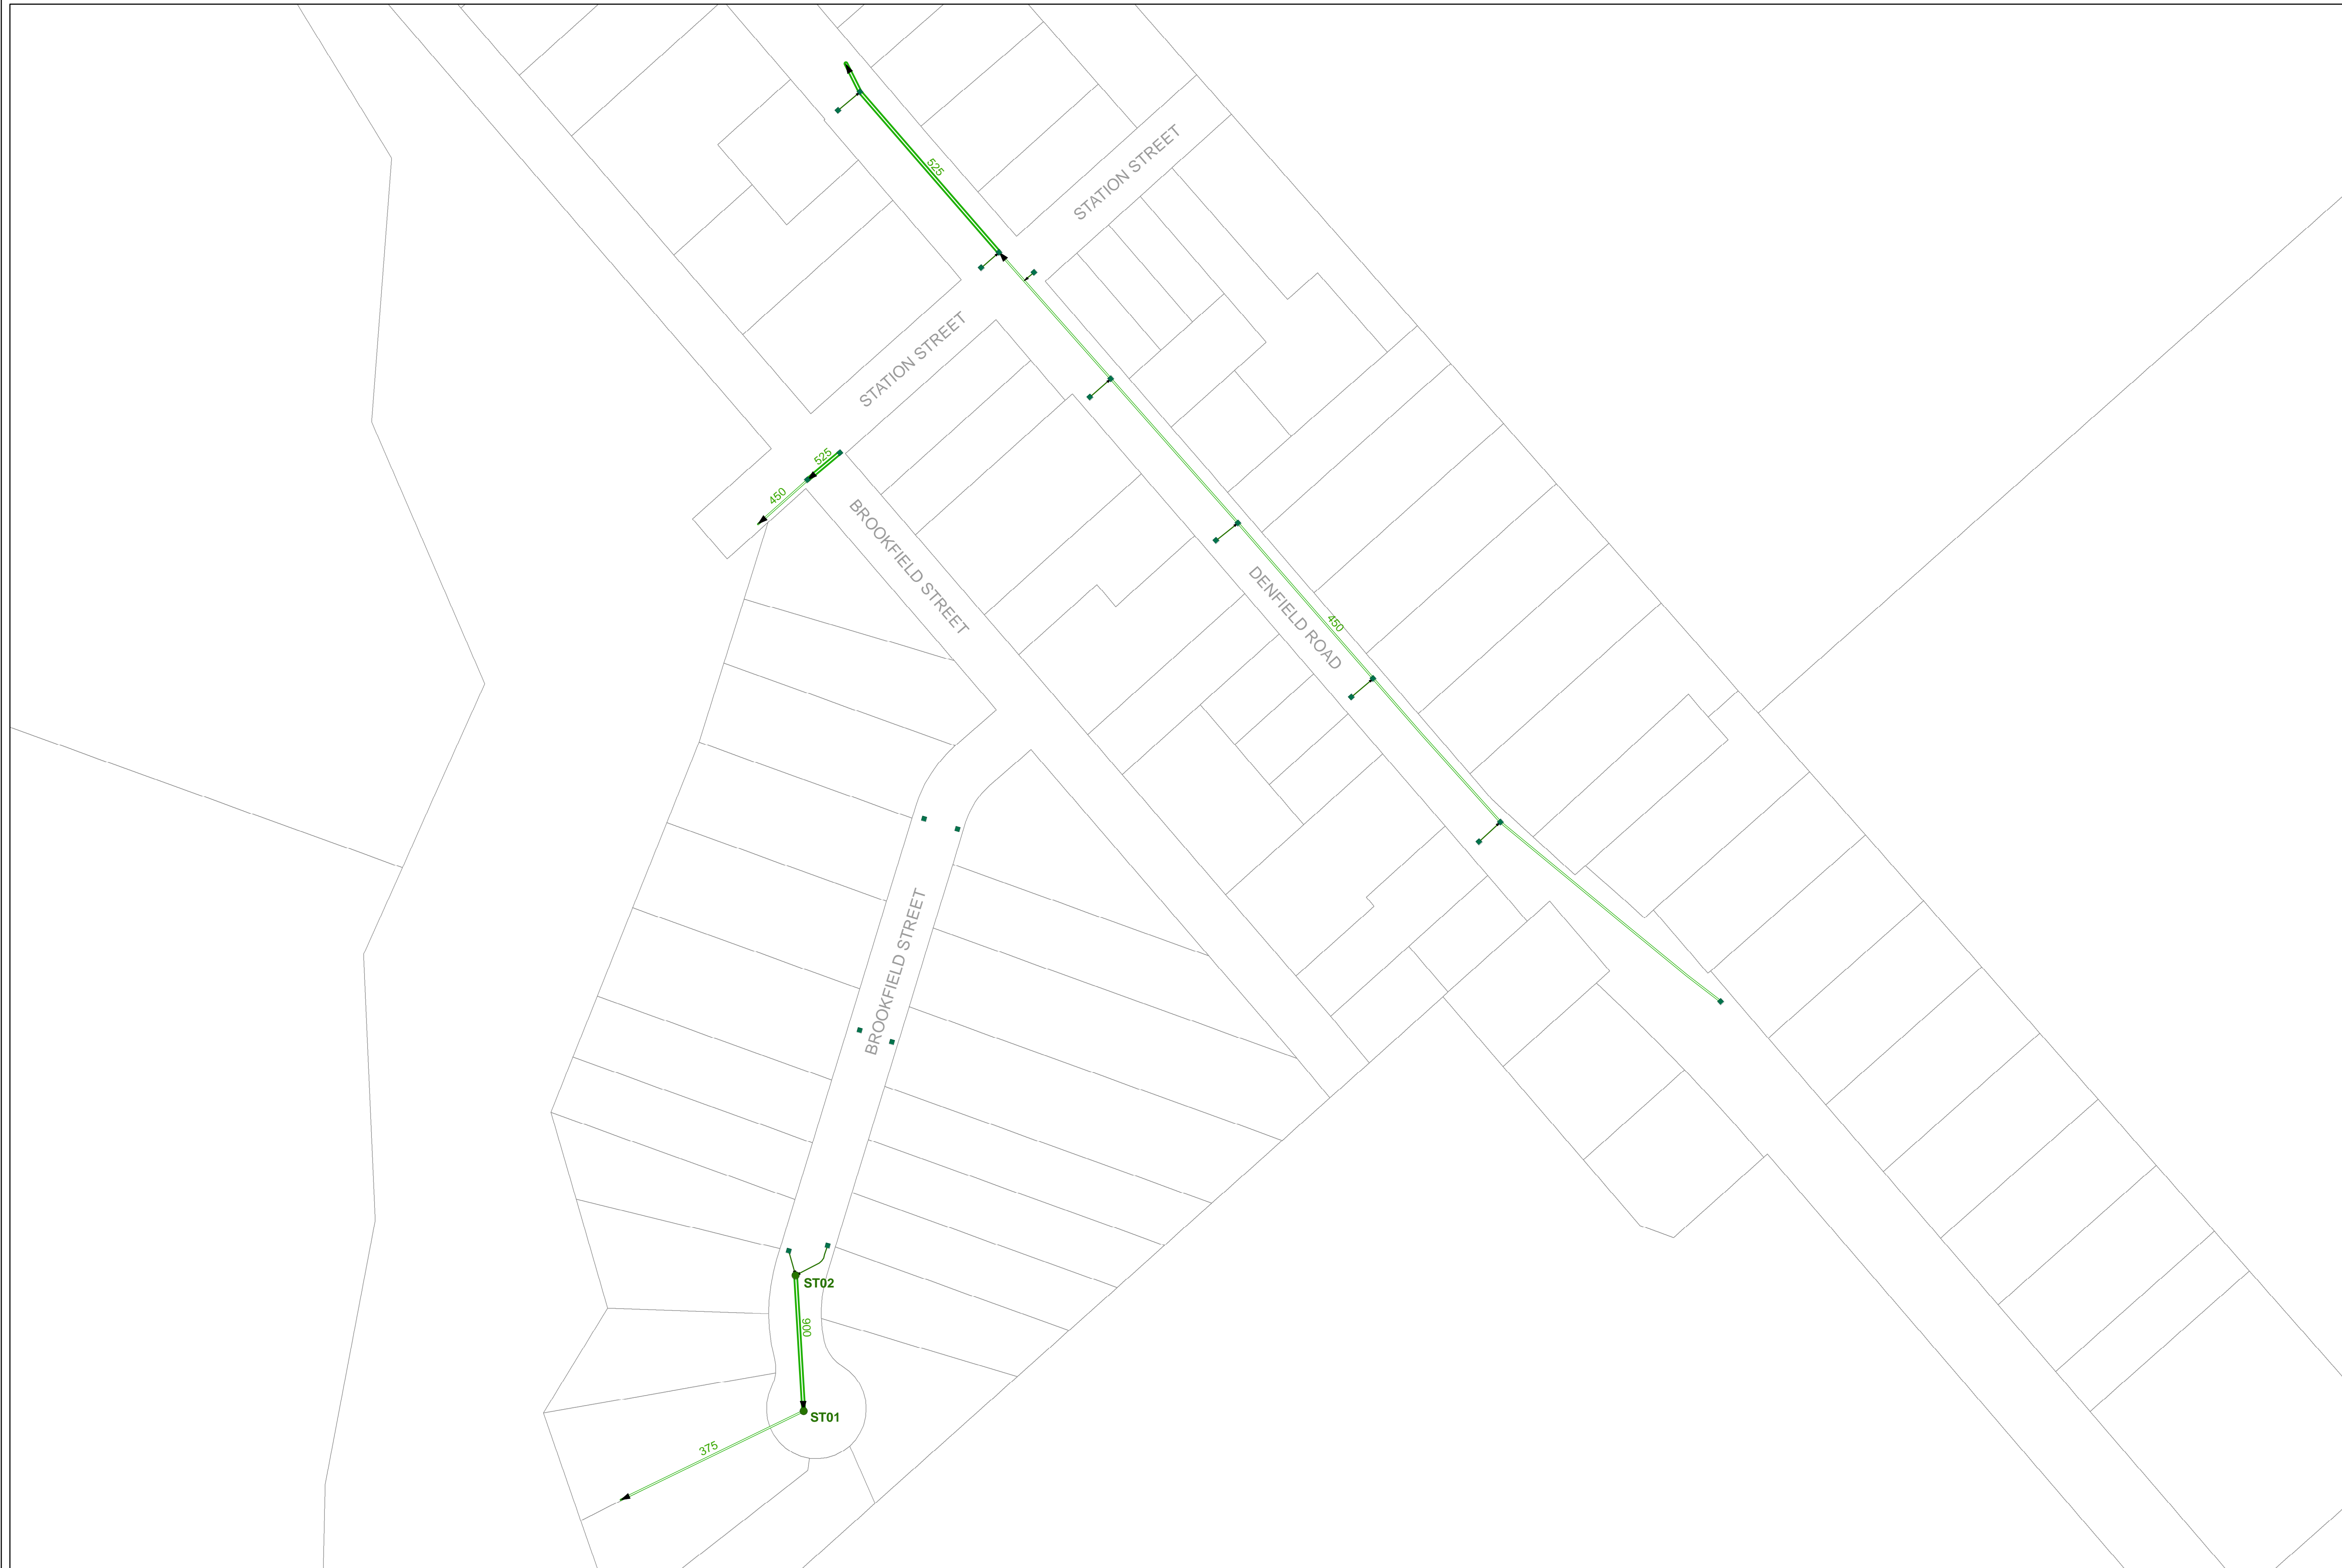 525
STATION STREET
STATION STREET
525
450
BROOKFIELD STREET
DENFIELD ROAD
450
BROOKFIELD STREET
ST02
900
ST01
375